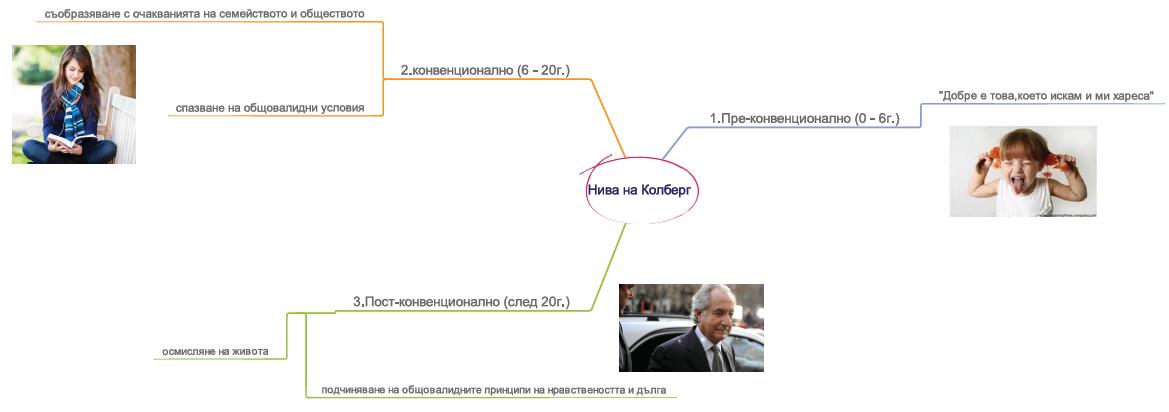 съобразяване с очакванията на семейството и обществото
2.конвенционално (6 - 20г.)
спазване на общовалидни условия
"Добре е това,което искам и ми хареса"
1.Пре-конвенционално (0 - 6г.)
Нива на Колберг
3.Пост-конвенционално (след 20г.)
осмисляне на живота
подчиняване на общовалидните принципи на нравствеността и дълга